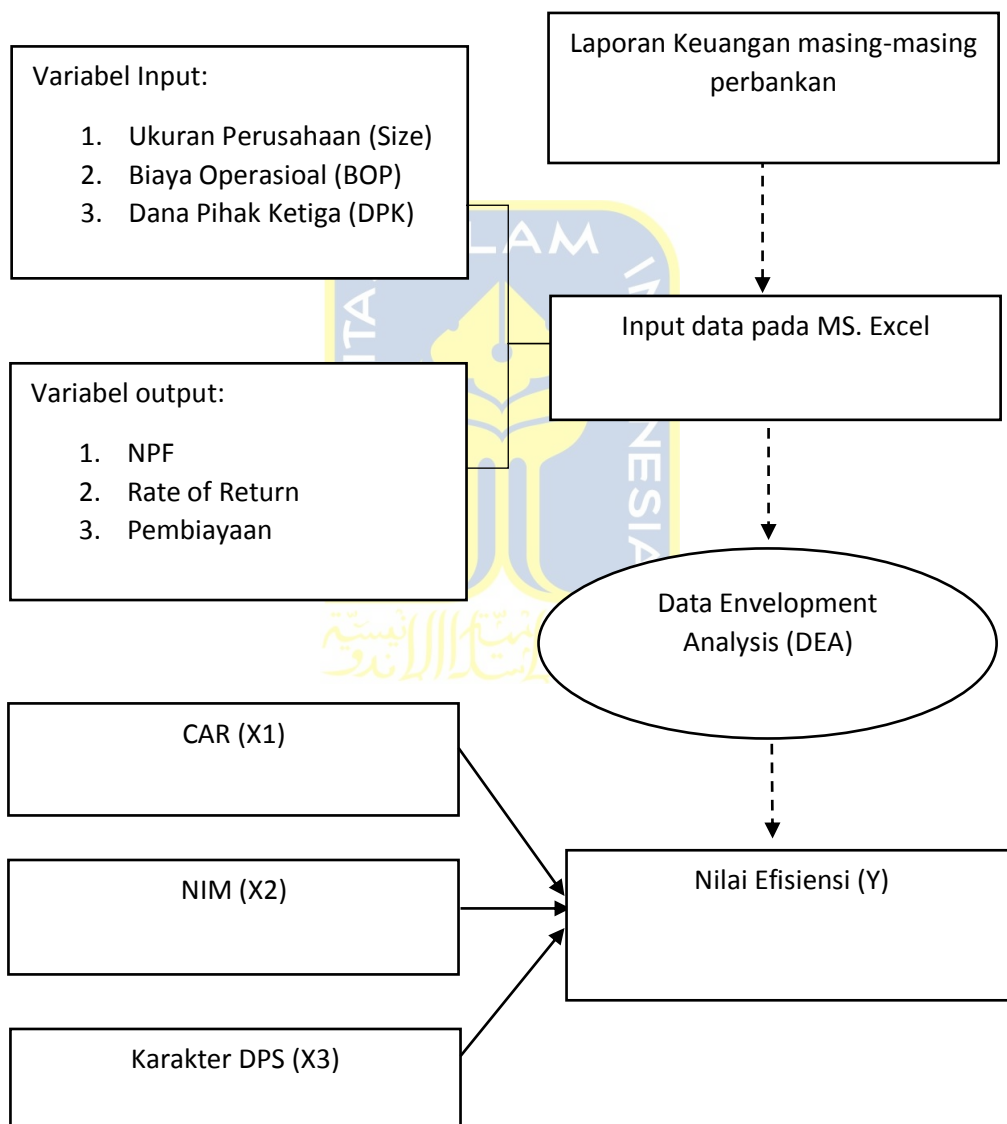 Laporan Keuangan masing-masing
perbankan
Variabel Input:
1. Ukuran Perusahaan (Size)
2. Biaya Operasioal (BOP)
3. Dana Pihak Ketiga (DPK)
Input data pada MS. Excel
Variabel output:
1. NPF
2. Rate of Return
3. Pembiayaan
Data Envelopment
Analysis (DEA)
CAR (X1)
NIM (X2)
Nilai Efisiensi (Y)
Karakter DPS (X3)